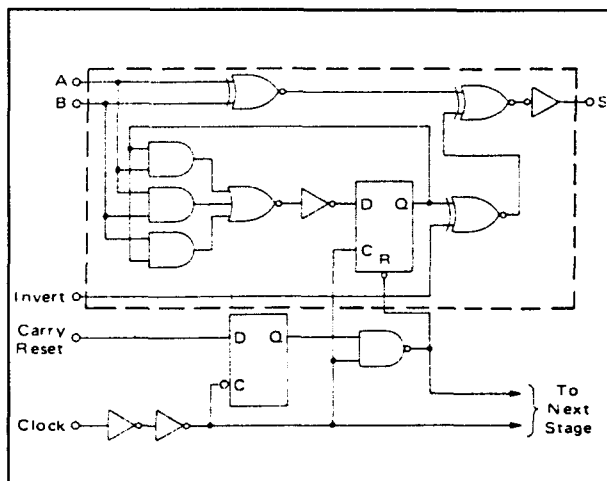 A
B
S
D Q
C
R
Invert
Carry
Reset
D Q
C
Clock
To
Next
Stage